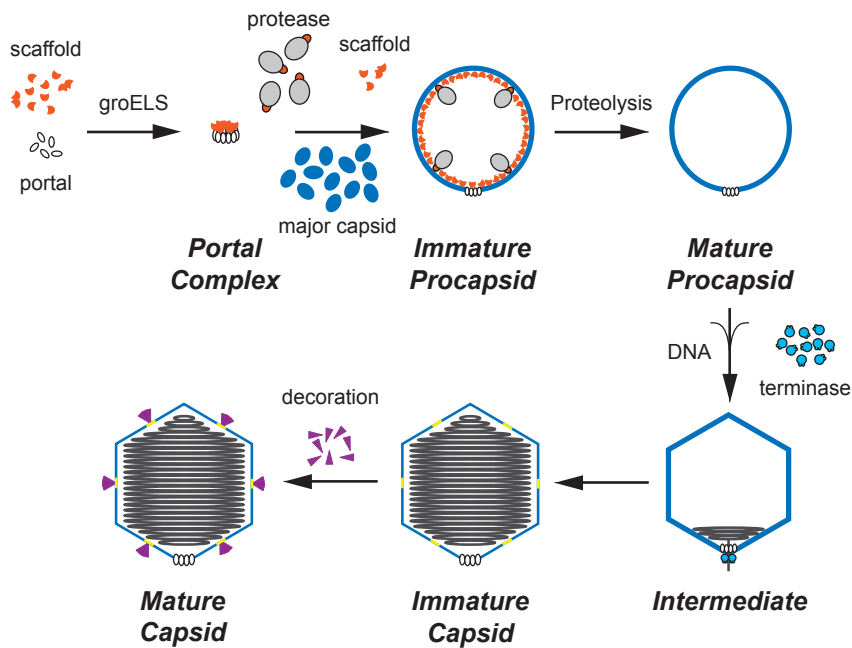 protease
scaffold
scaffold
groELS
portal
major capsid
Proteolysis
Portal
Complex
Immature
Procapsid
Mature
Procapsid
DNA
terminase
decoration
Mature
Capsid
Immature
Capsid
Intermediate